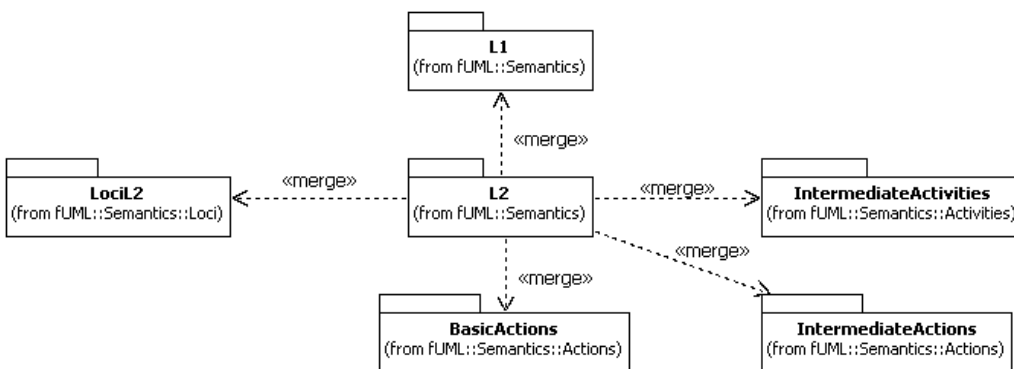 L1
(from fUML::Semantics)
«merge»
LociL2
(from fUML::Semantics::Loci)
«merge»
L2
(from fUML::Semantics)
«merge»
IntermediateActivities
(from fUML::Semantics::Activities)
«merge»
«merge»
BasicActions
(from fUML::Semantics::Actions)
IntermediateActions
(from fUML::Semantics::Actions)